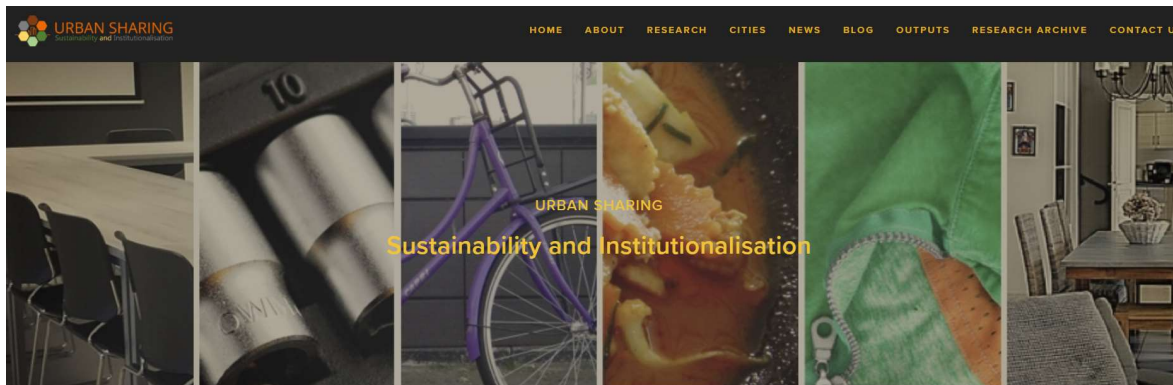 URBAN SHARING
Sustainability and Institutionalisation
HOME ABOUT RESEARCH CITIES NEWS BLOG OUTPUTS RESEARCH ARCHIVE CONTACT U
10
URBAN SHARING
Sustainability and Institutionalisation